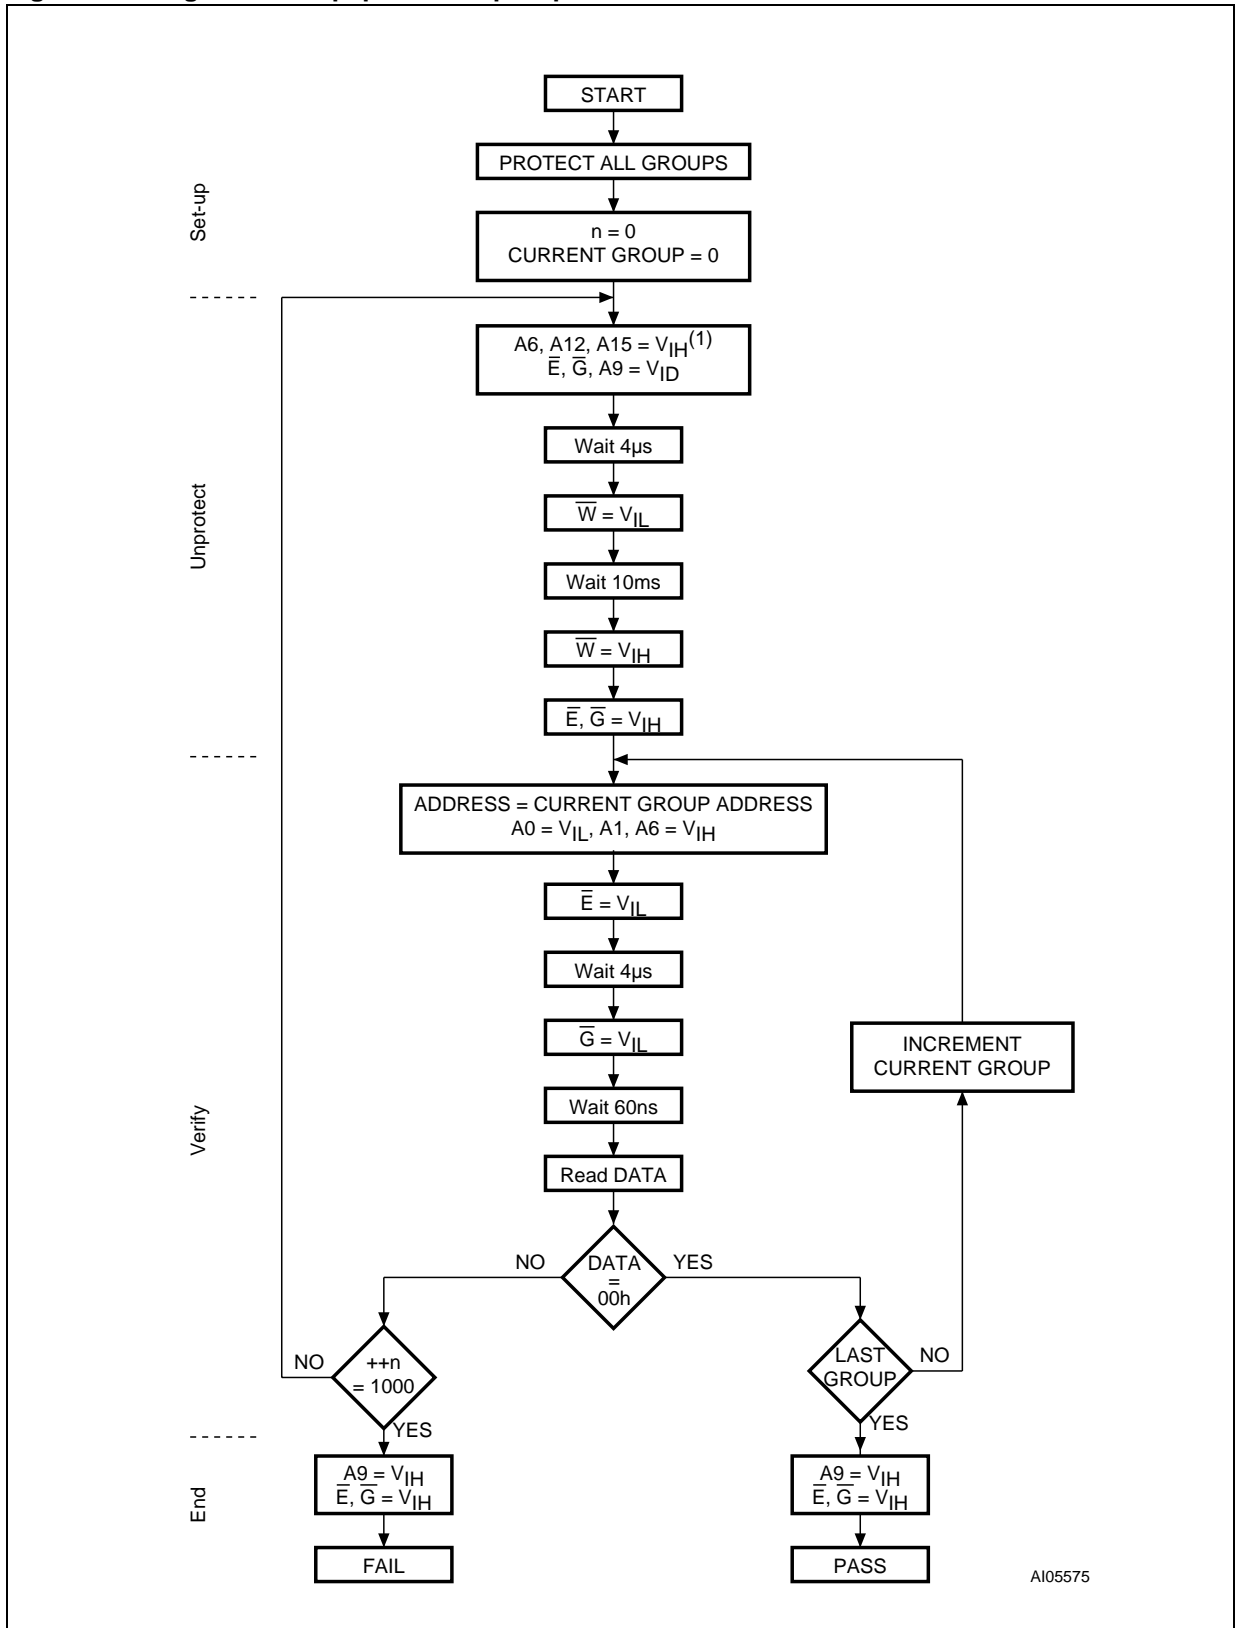 START
PROTECT ALL GROUPS
Set-up
n = 0
CURRENT GROUP = 0
A6, A12, A15 = VIH(1)
E̅, G̅, A9 = VID
Wait 4µs
Unprotect
W̅ = VIL
Wait 10ms
W̅ = VIH
E̅, G̅ = VIH
ADDRESS = CURRENT GROUP ADDRESS
A0 = VIL, A1, A6 = VIH
E̅ = VIL
Wait 4µs
G̅ = VIL
INCREMENT
CURRENT GROUP
Wait 60ns
Verify
Read DATA
NO
DATA
=
00h
YES
NO
++n
= 1000
YES
LAST
GROUP
NO
YES
End
A9 = VIH
E̅, G̅ = VIH
A9 = VIH
E̅, G̅ = VIH
FAIL
PASS
AI05575